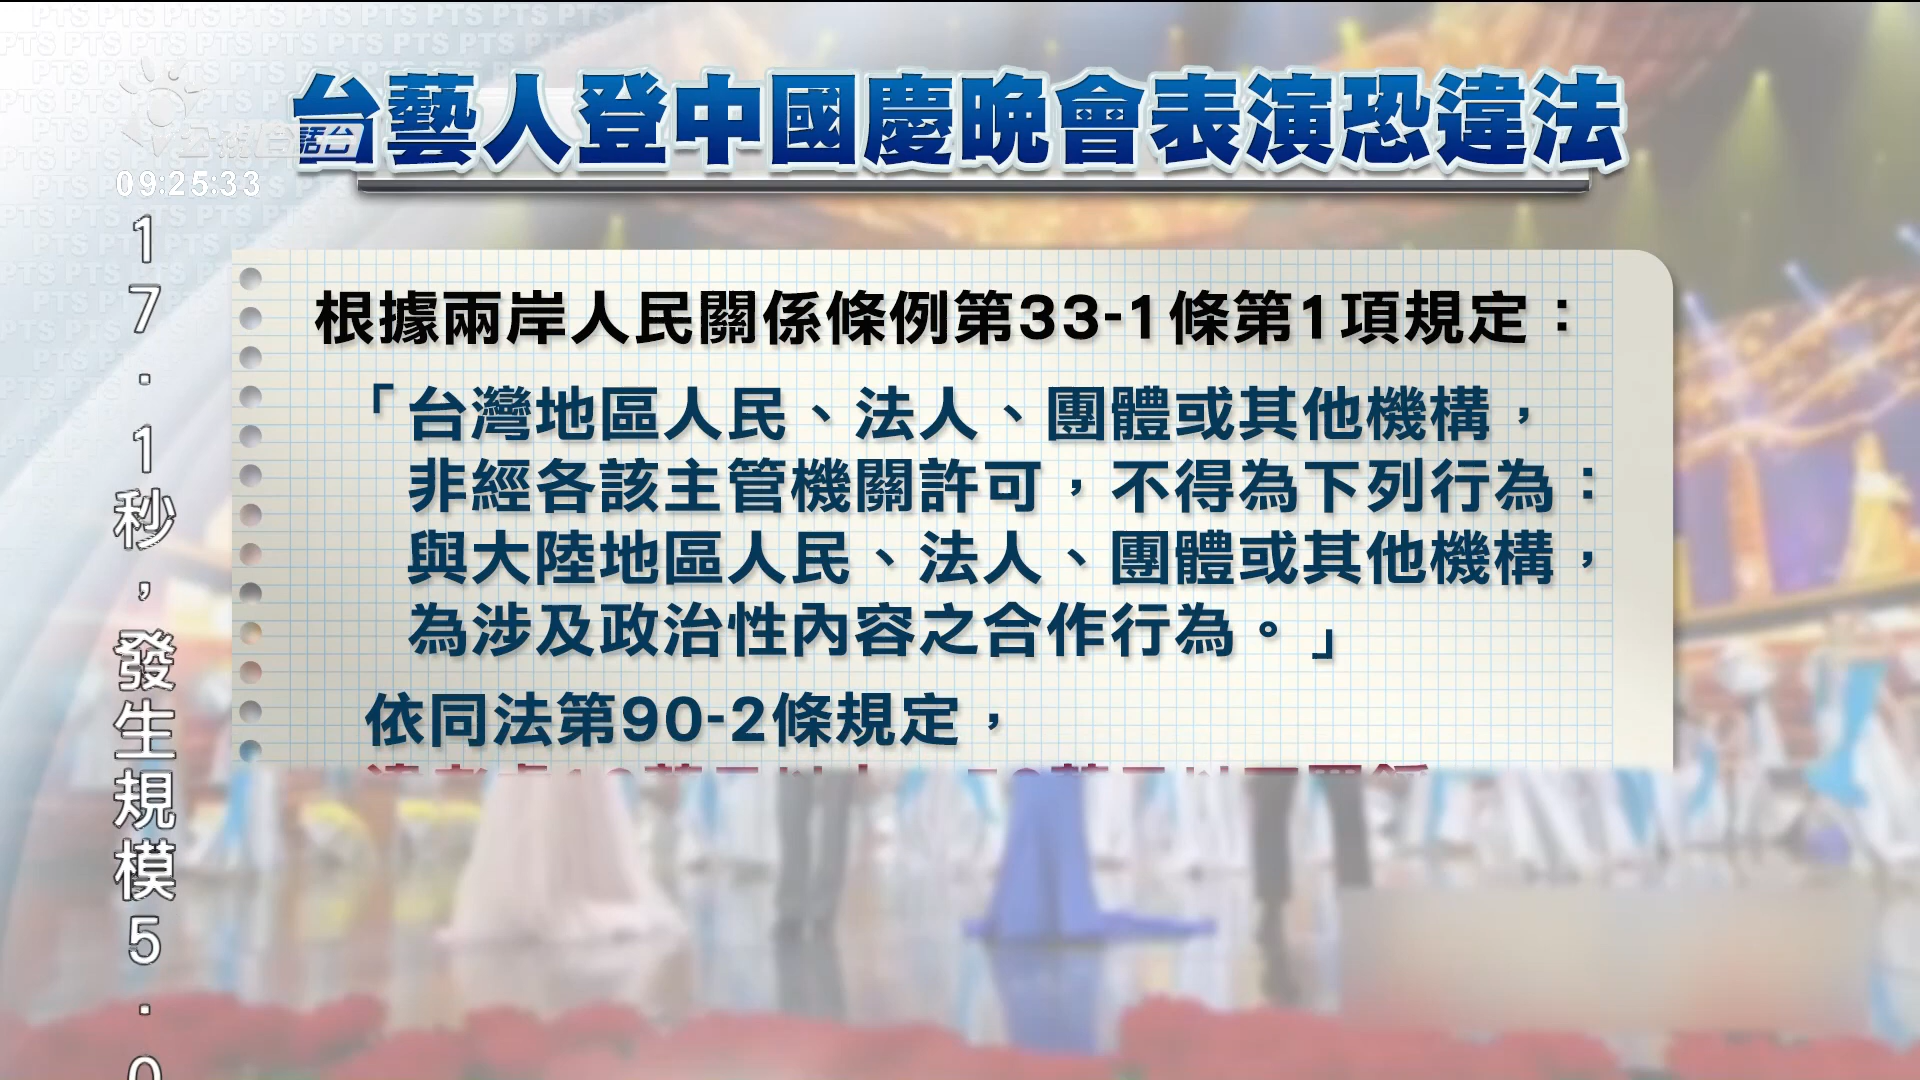 台藝人登中國慶晚會表演恐違法
09:25:33
17.1秒，發生規模5.0
根據兩岸人民關係條例第33-1條第1項規定：
「台灣地區人民、法人、團體或其他機構，
非經各該主管機關許可，不得為下列行為：
與大陸地區人民、法人、團體或其他機構，
為涉及政治性內容之合作行為。」
依同法第90-2條規定，